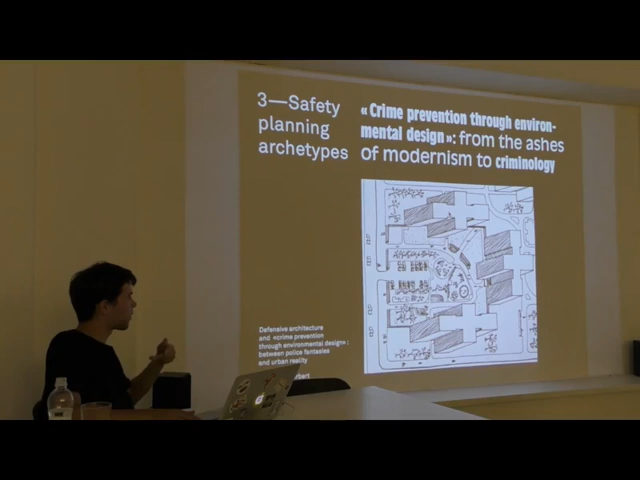 3—Safety
planning
archetypes
«Crime prevention through environ-
mental design»: from the ashes
of modernism to criminology
Defensive architecture
and «crime prevention
through environmental design» :
between police fantasies
and urban reality